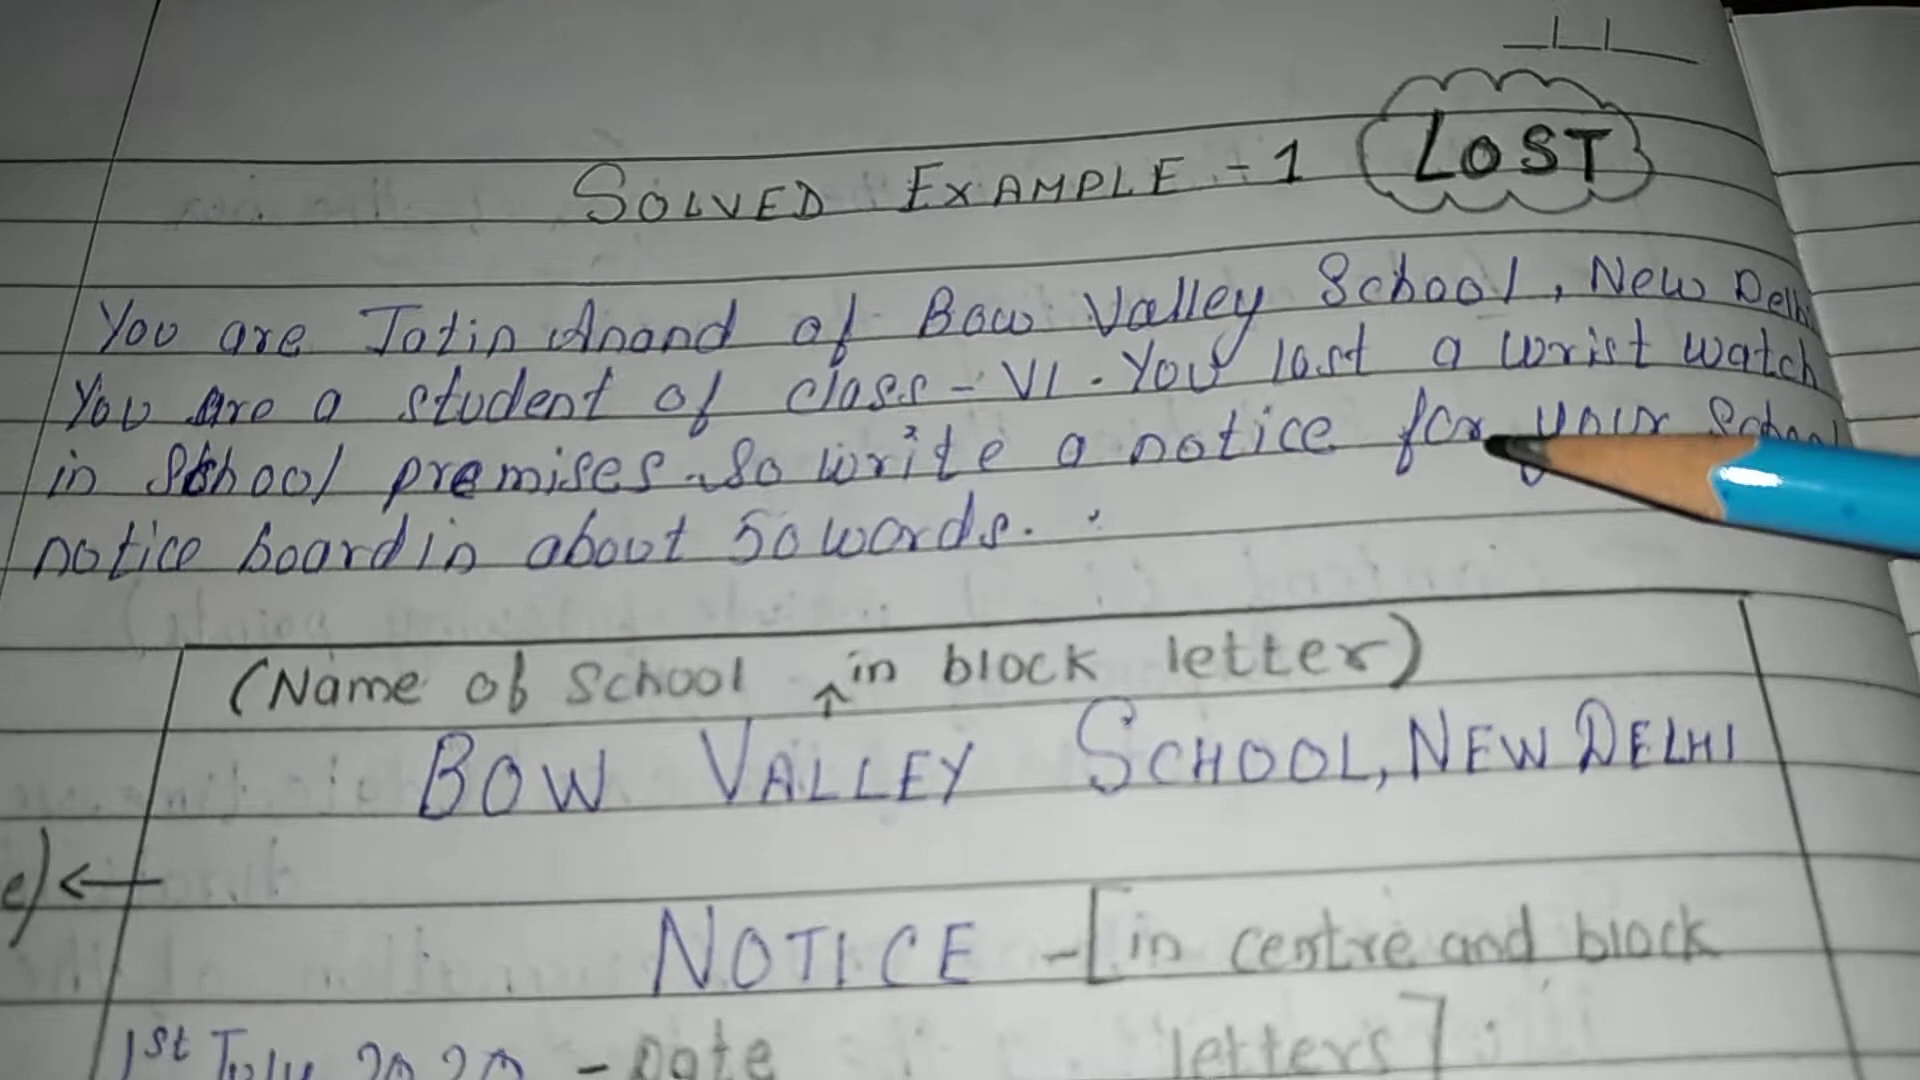 SOLVED EXAMPLE - 1 LOST
You are Jatin Anand of Bow Valley School, New Delhi
You are a student of class - VI. You lost a wrist watch
in School premises. So write a notice for your School
notice board in about 50 words.
(Name of School in block letter)
BOW VALLEY SCHOOL, NEW DELHI
e) ←
NOTICE - [in centre and block
1st July 2020 - Date letters]